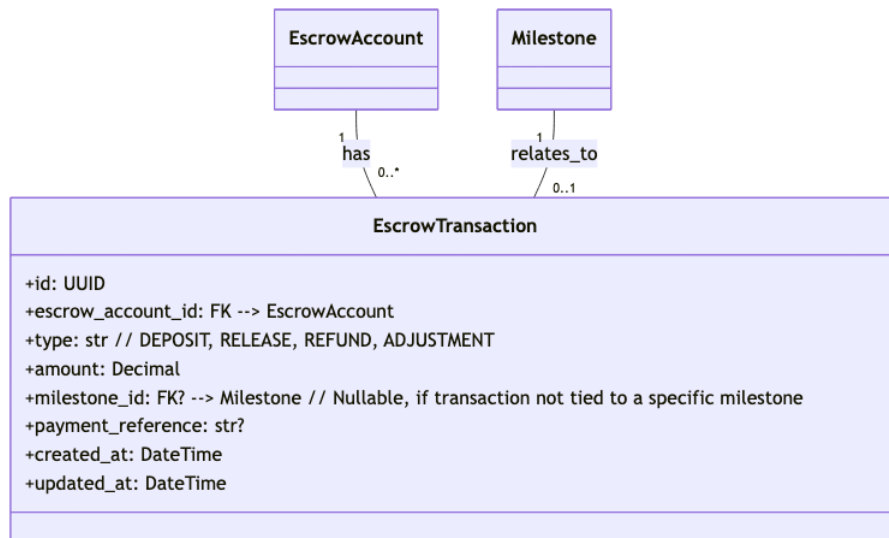 EscrowAccount
Milestone
1
has
0..*
1
relates_to
0..1
EscrowTransaction
+id: UUID
+escrow_account_id: FK --> EscrowAccount
+type: str // DEPOSIT, RELEASE, REFUND, ADJUSTMENT
+amount: Decimal
+milestone_id: FK? --> Milestone // Nullable, if transaction not tied to a specific milestone
+payment_reference: str?
+created_at: DateTime
+updated_at: DateTime